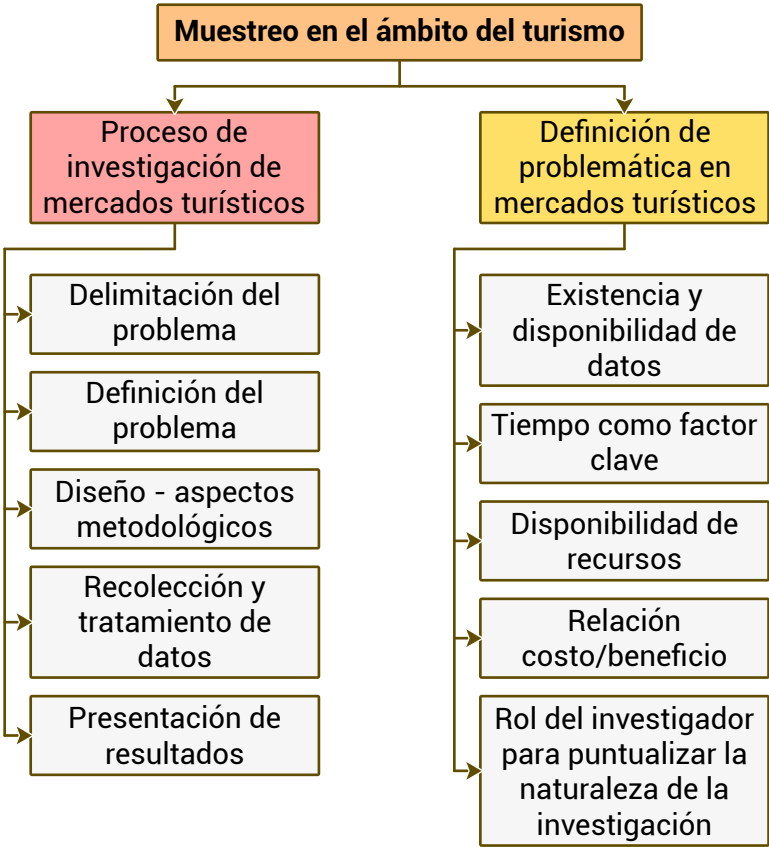 Muestreo en el ámbito del turismo
Proceso de
investigación de
mercados turísticos
Delimitación del
problema
Definición del
problema
Diseño - aspectos
metodológicos
Recolección y
tratamiento de
datos
Presentación de
resultados
Definición de
problemática en
mercados turísticos
Existencia y
disponibilidad de
datos
Tiempo como factor
clave
Disponibilidad de
recursos
Relación
costo/beneficio
Rol del investigador
para puntualizar la
naturaleza de la
investigación